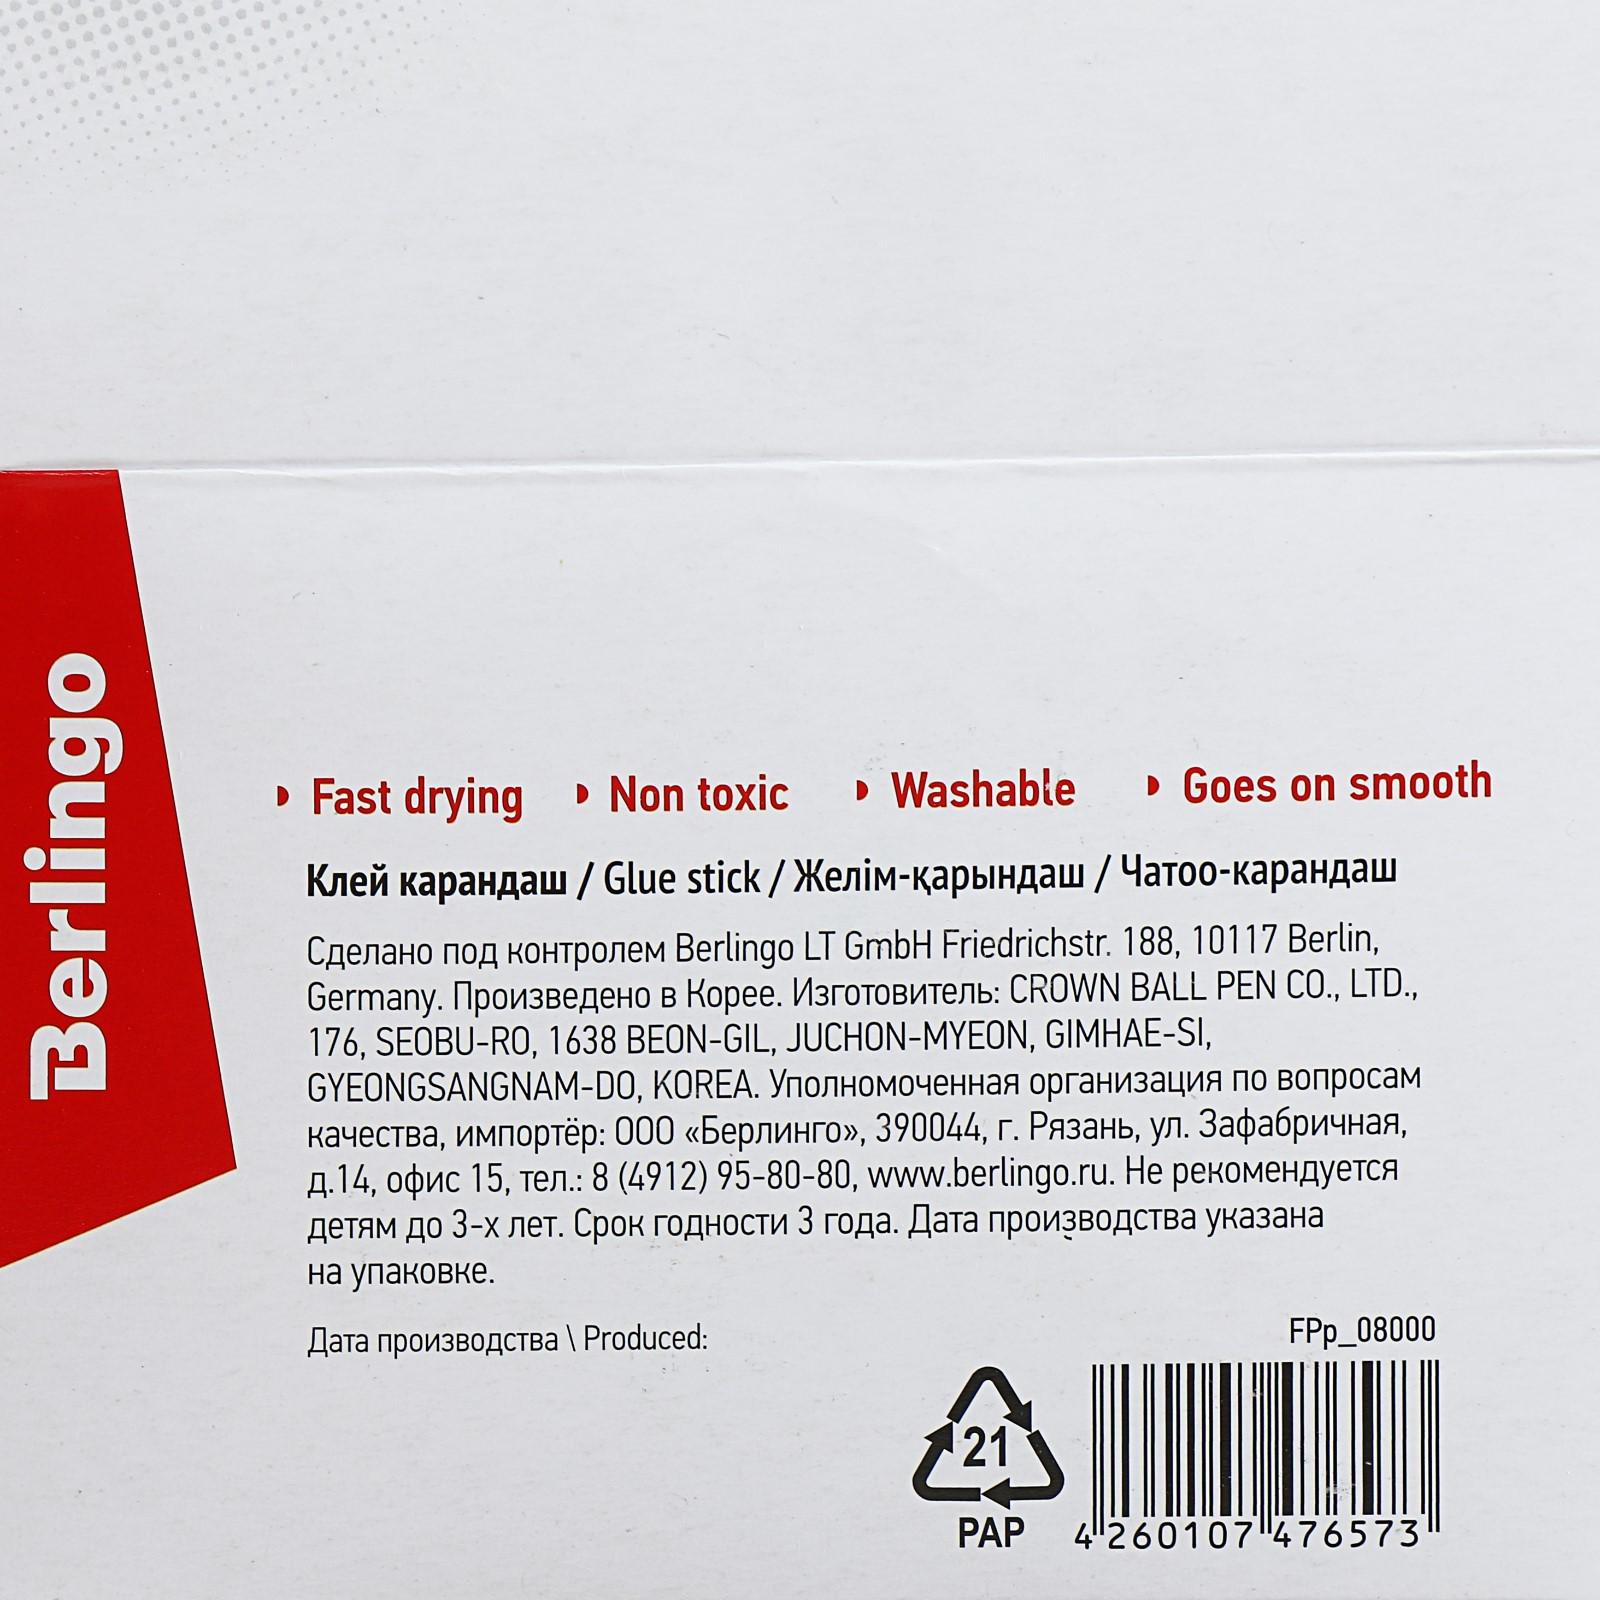 Berlingo
Fast drying Non toxic Washable Goes on smooth
Клей карандаш / Glue stick / Желім-қарындаш / Чатоо-карандаш
Сделано под контролем Berlingo LT GmbH Friedrichstr. 188, 10117 Berlin,
Germany. Произведено в Корее. Изготовитель: CROWN BALL PEN CO., LTD.,
176, SEOBU-RO, 1638 BEON-GIL, JUCHON-MYEON, GIMHAE-SI,
GYEONGSANGNAM-DO, KOREA. Уполномоченная организация по вопросам
качества, импортёр: ООО «Берлинго», 390044, г. Рязань, ул. Зафабричная,
д.14, офис 15, тел.: 8 (4912) 95-80-80, www.berlingo.ru. Не рекомендуется
детям до 3-х лет. Срок годности 3 года. Дата производства указана
на упаковке.
Дата производства \ Produced:
FPp_08000
21
PAP
4 260107 476573